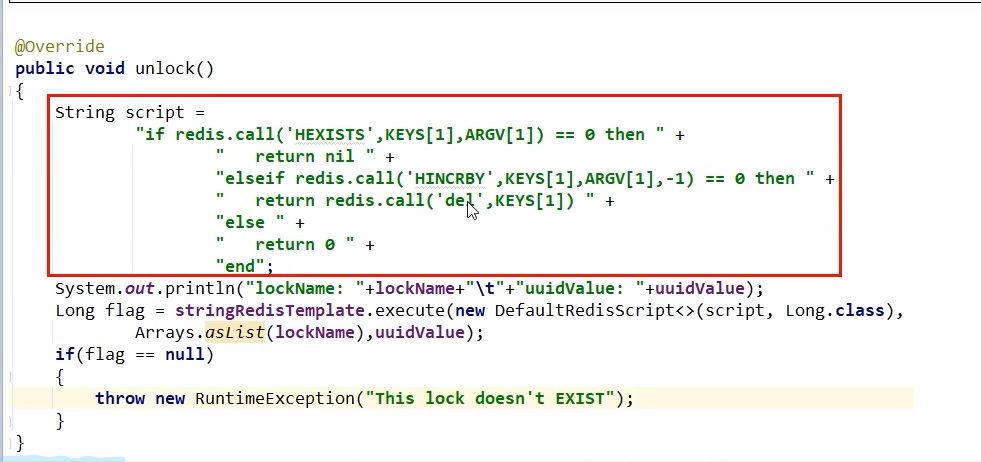 @Override
public void unlock()
{
String script =
"if redis.call('HEXISTS',KEYS[1],ARGV[1]) == 0 then " +
"   return nil " +
"elseif redis.call('HINCRBY',KEYS[1],ARGV[1],-1) == 0 then " +
"   return redis.call('del',KEYS[1]) " +
"else " +
"   return 0 " +
"end";
System.out.println("lockName: "+lockName+"\t"+"uuidValue: "+uuidValue);
Long flag = stringRedisTemplate.execute(new DefaultRedisScript<>(script, Long.class),
Arrays.asList(lockName),uuidValue);
if(flag == null)
{
throw new RuntimeException("This lock doesn't EXIST");
}
}